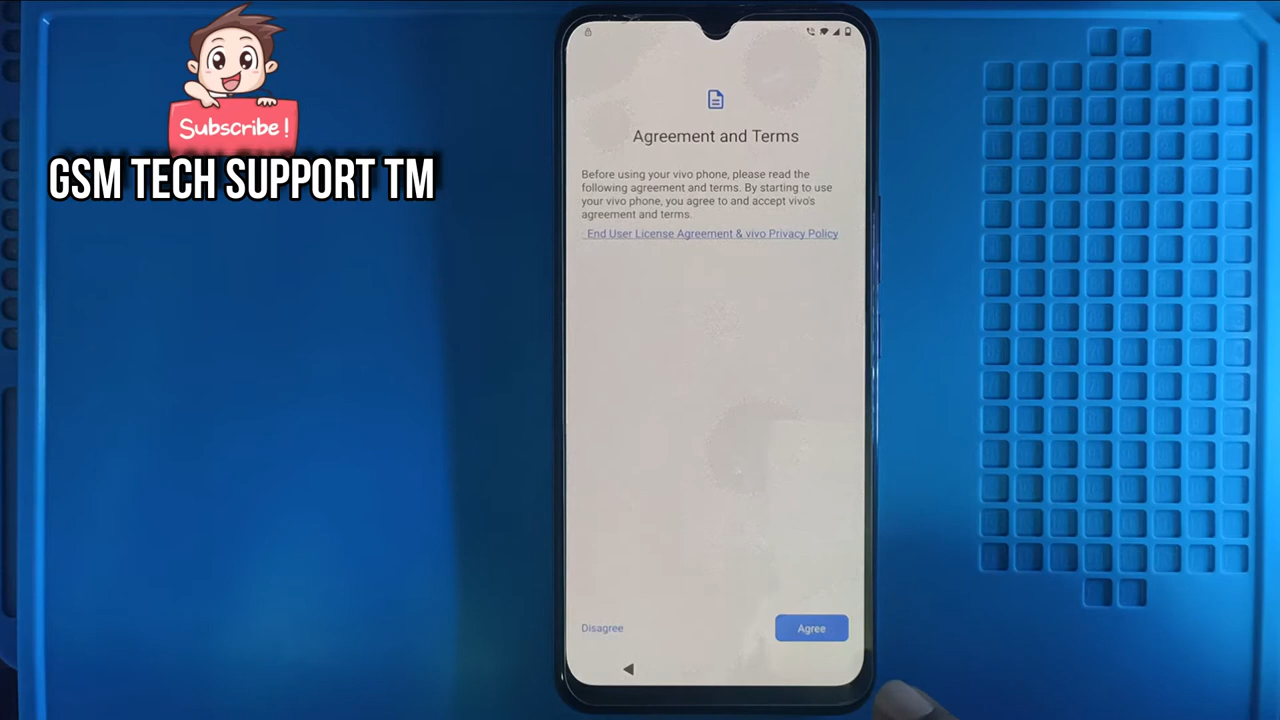 Subscribe!
GSM TECH SUPPORT TM
Agreement and Terms
Before using your vivo phone, please read the
following agreement and terms. By starting to use
your vivo phone, you agree to and accept vivo's
agreement and terms.
End User License Agreement & vivo Privacy Policy
Disagree
Agree